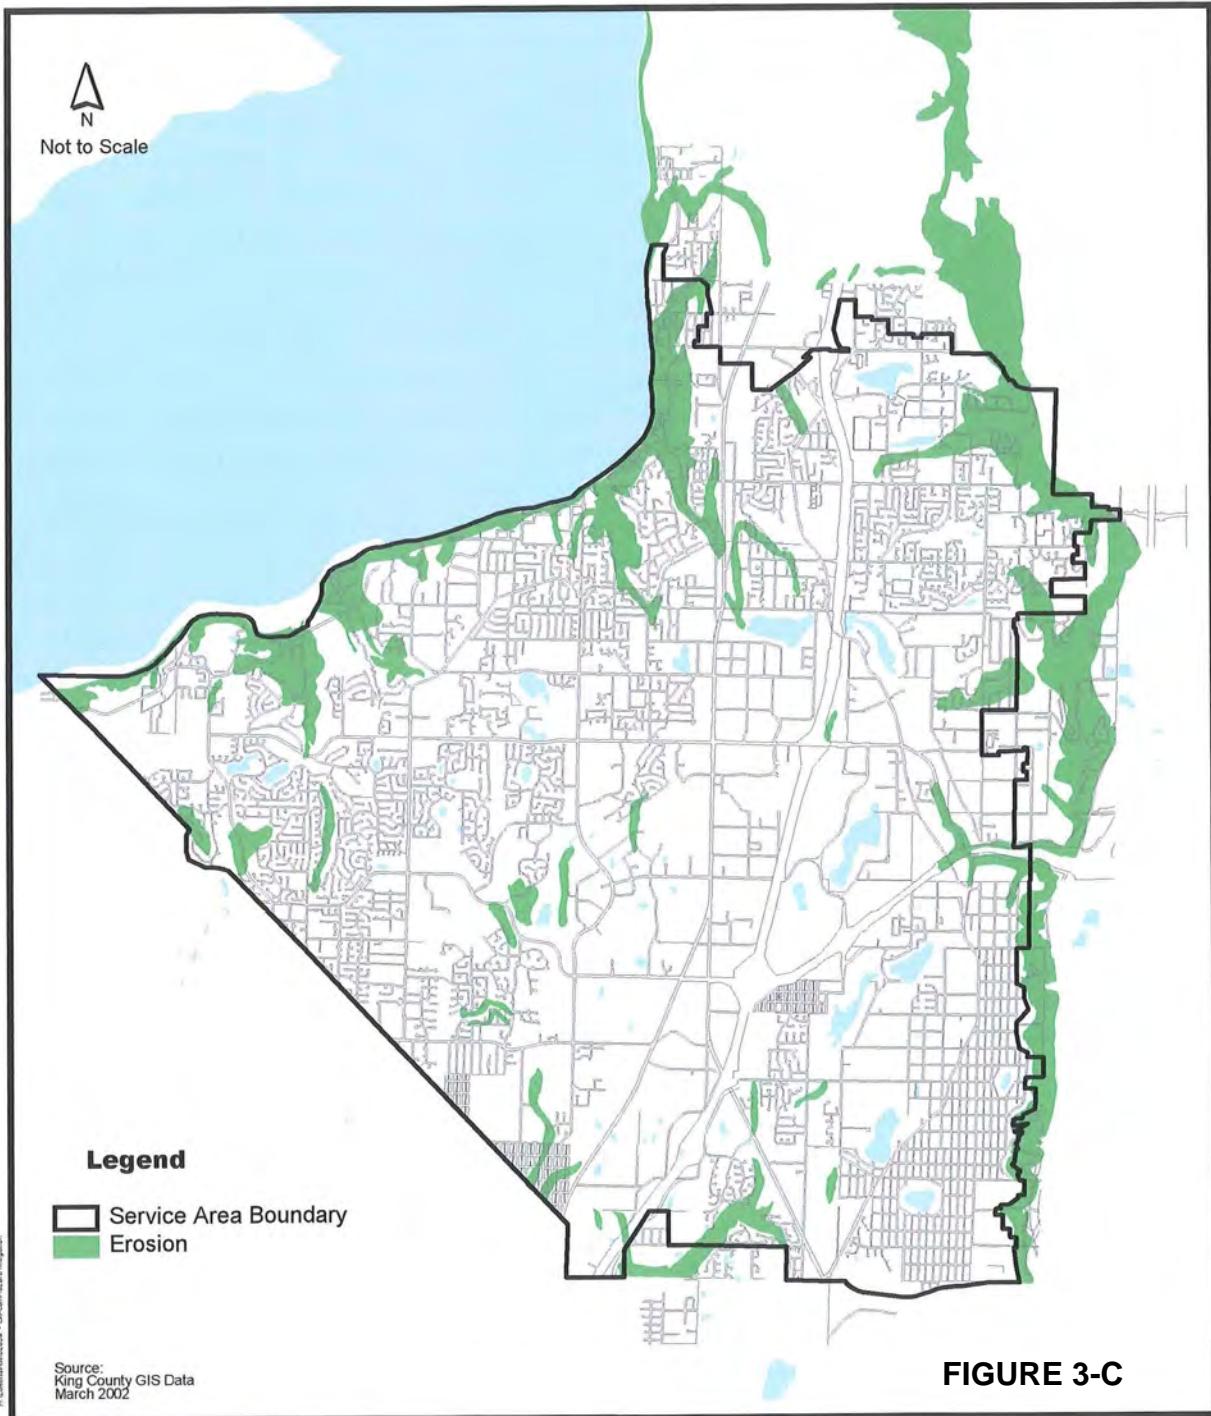 N
Not to Scale
Legend
Service Area Boundary
Erosion
Source:
King County GIS Data
March 2002
FIGURE 3-C